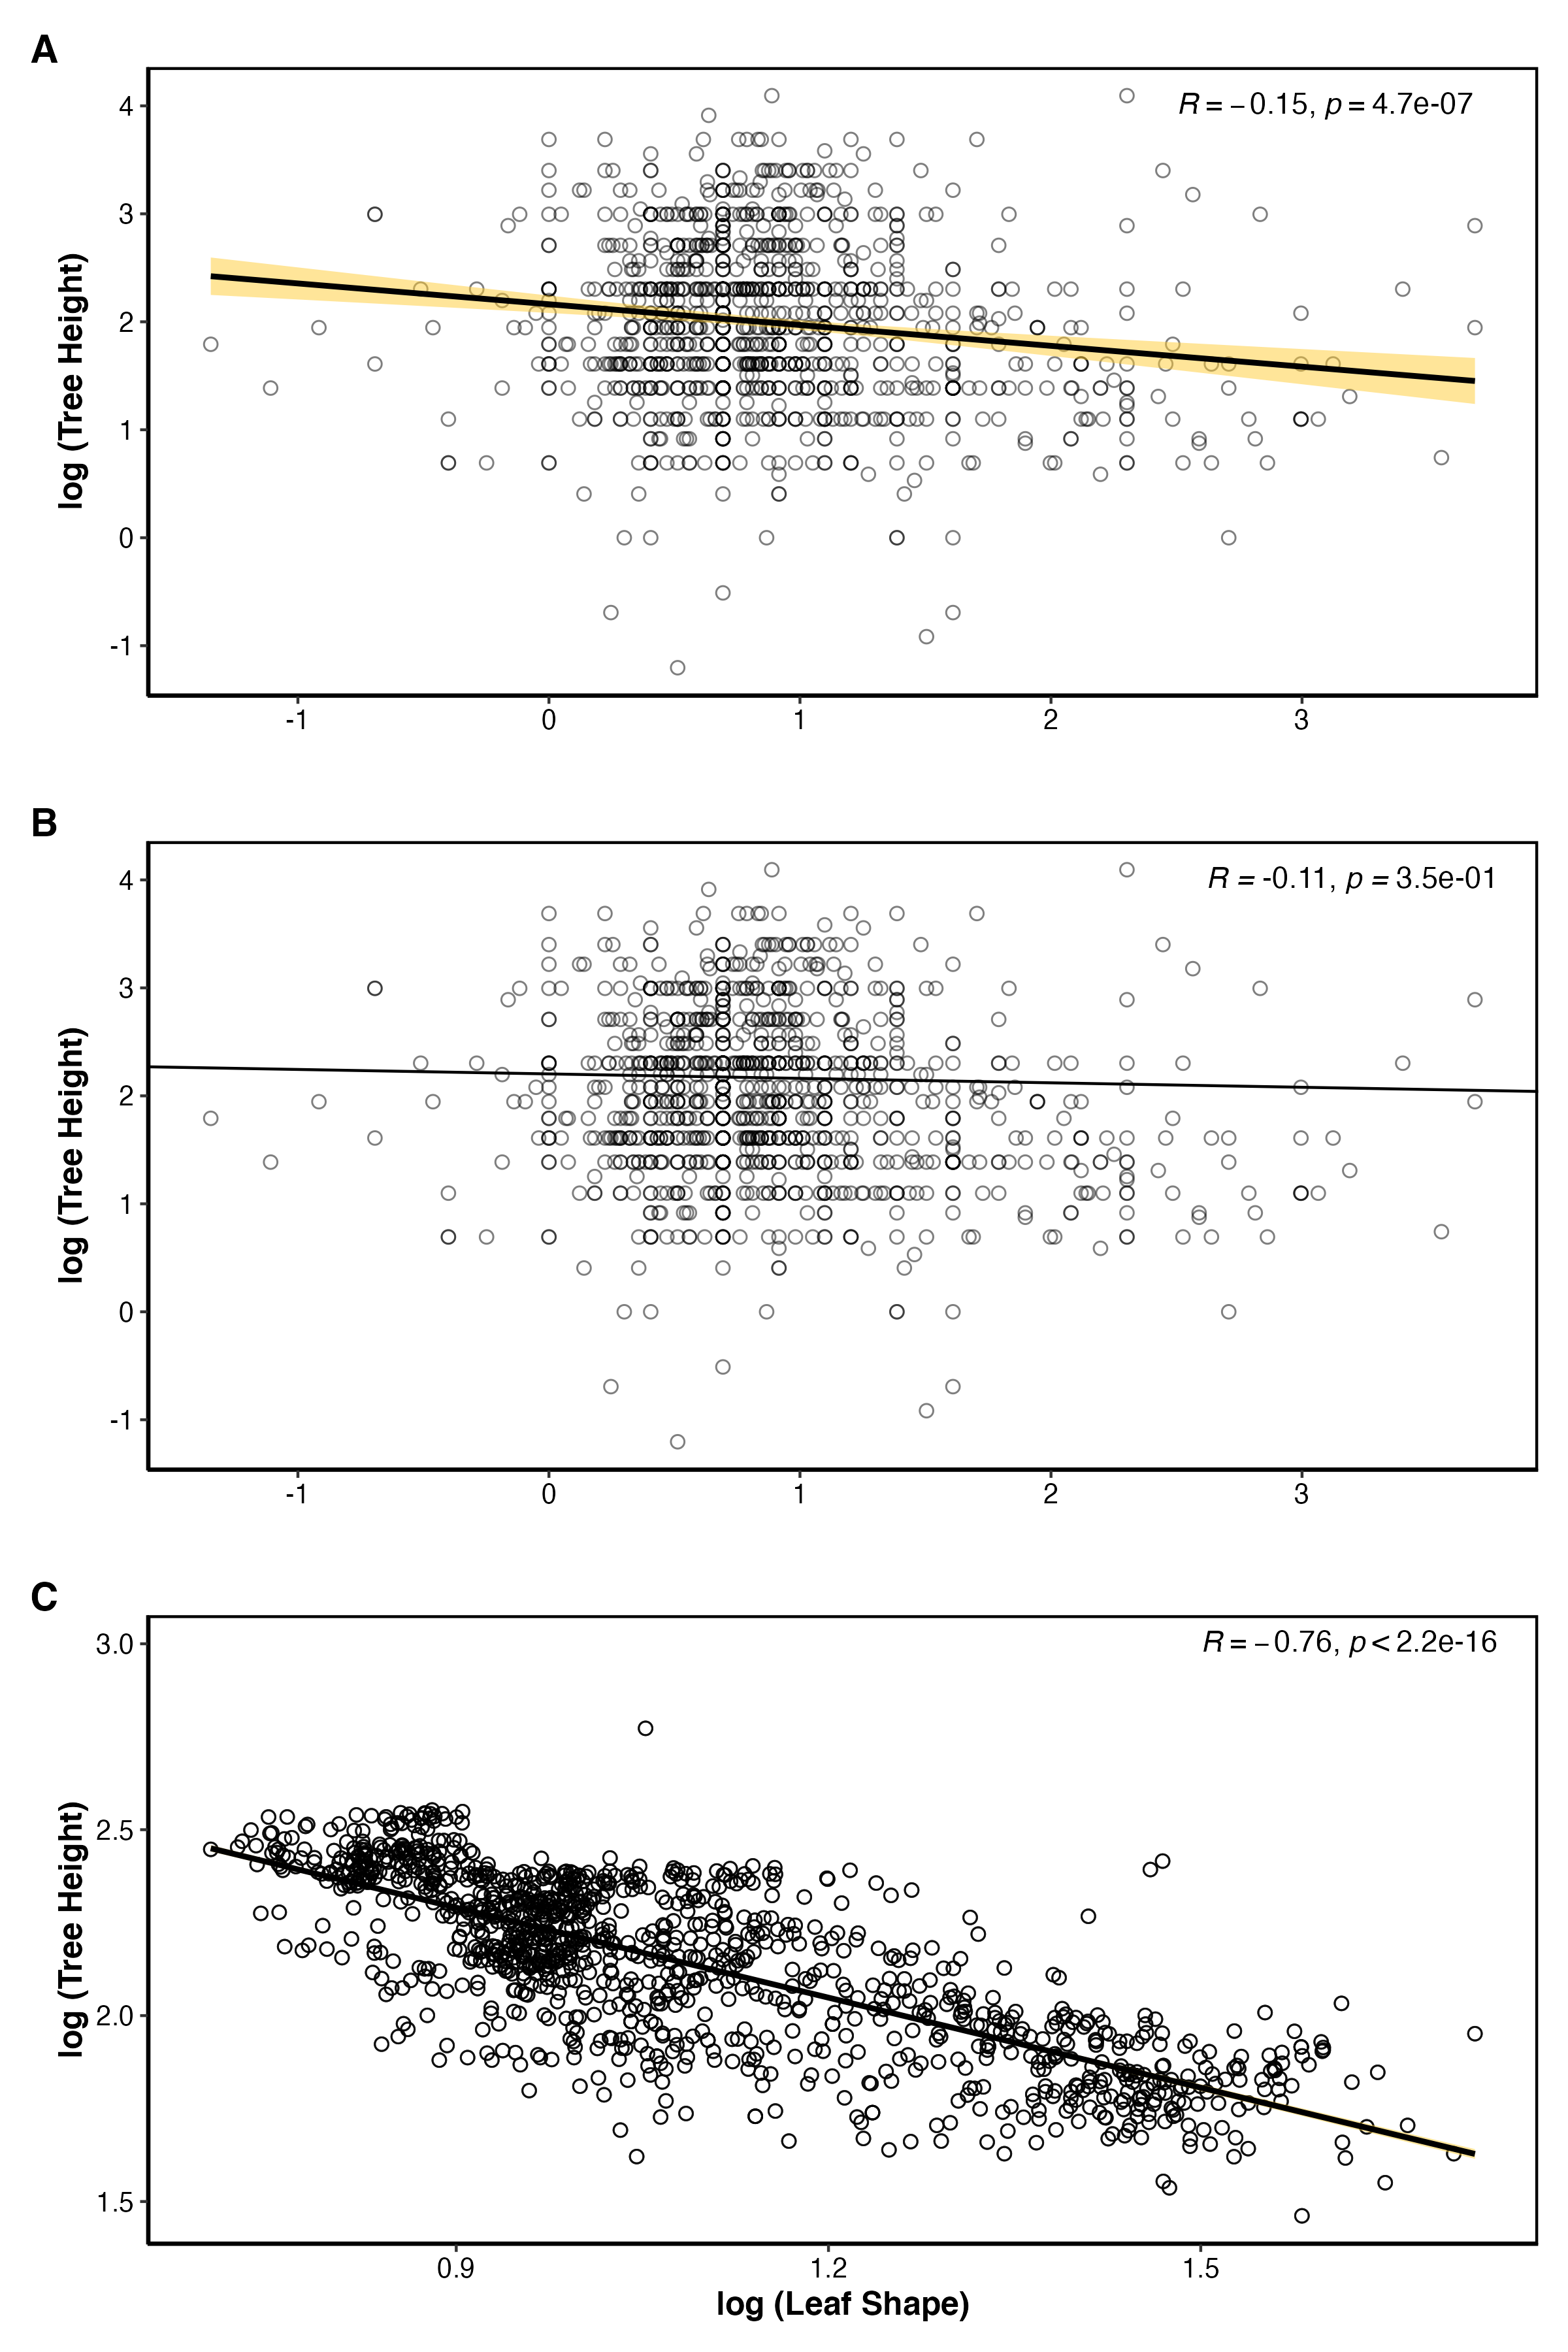 A
R = −0.15, p = 4.7e-07
log (Tree Height)
4
3
2
1
0
-1
-1 0 1 2 3
B
R = -0.11, p = 3.5e-01
log (Tree Height)
4
3
2
1
0
-1
-1 0 1 2 3
C
R = −0.76, p < 2.2e-16
log (Tree Height)
3.0
2.5
2.0
1.5
0.9 1.2 1.5
log (Leaf Shape)